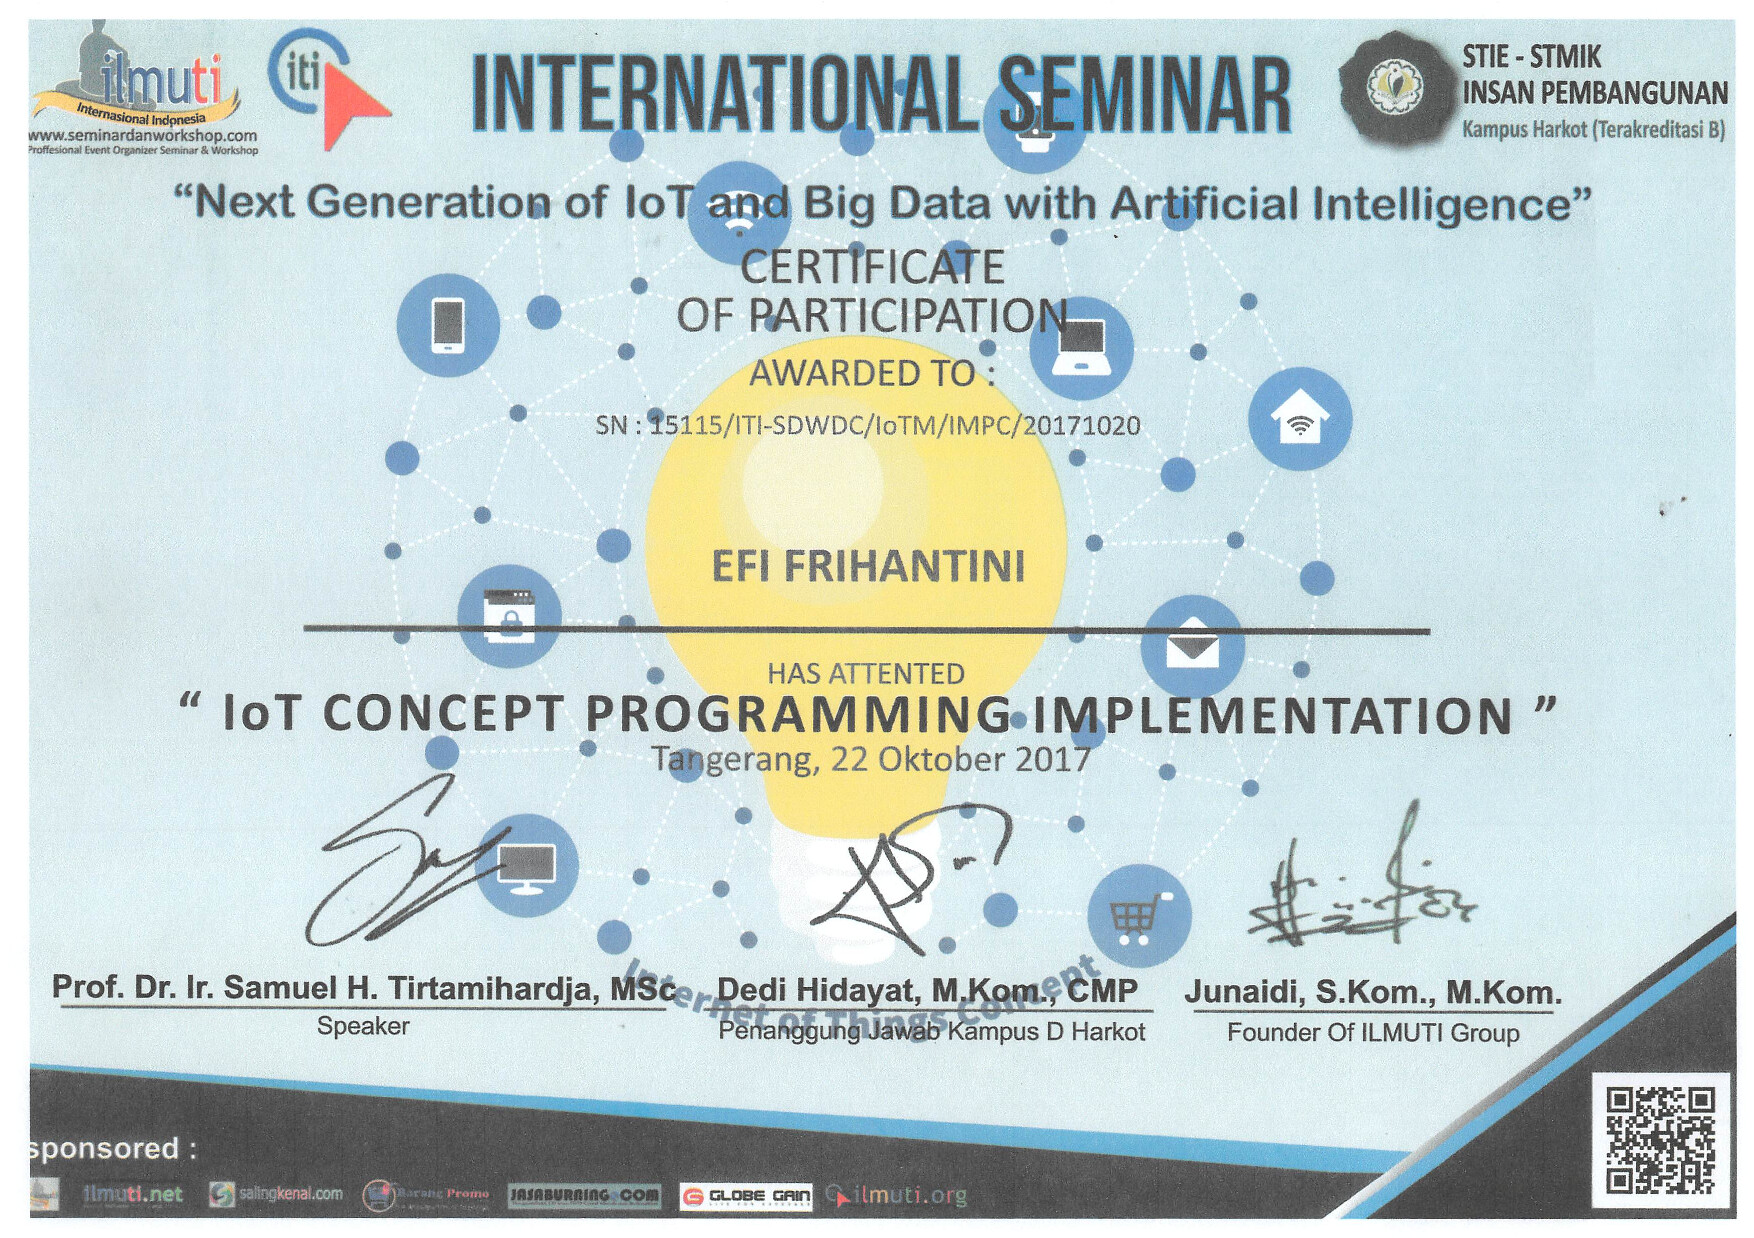 ilmuti
Internasional Indonesia
www.seminardanworkshop.com
Proffesional Event Organizer Seminar & Workshop
iti
INTERNATIONAL SEMINAR
STIE - STMIK
INSAN PEMBANGUNAN
Kampus Harkot (Terakreditasi B)
“Next Generation of IoT and Big Data with Artificial Intelligence”
CERTIFICATE
OF PARTICIPATION
AWARDED TO :
SN : 15115/ITI-SDWDC/IoTM/IMPC/20171020
EFI FRIHANTINI
HAS ATTENTED
“ IoT CONCEPT PROGRAMMING IMPLEMENTATION ”
Tangerang, 22 Oktober 2017
Internet of Things Concept
Prof. Dr. Ir. Samuel H. Tirtamihardja, MSc
Speaker
Dedi Hidayat, M.Kom., CMP
Penanggung Jawab Kampus D Harkot
Junaidi, S.Kom., M.Kom.
Founder Of ILMUTI Group
sponsored :
ilmuti.net
salingkenal.com
Barang Promo
JASABURNING.COM
GLOBE GAIN
ilmuti.org